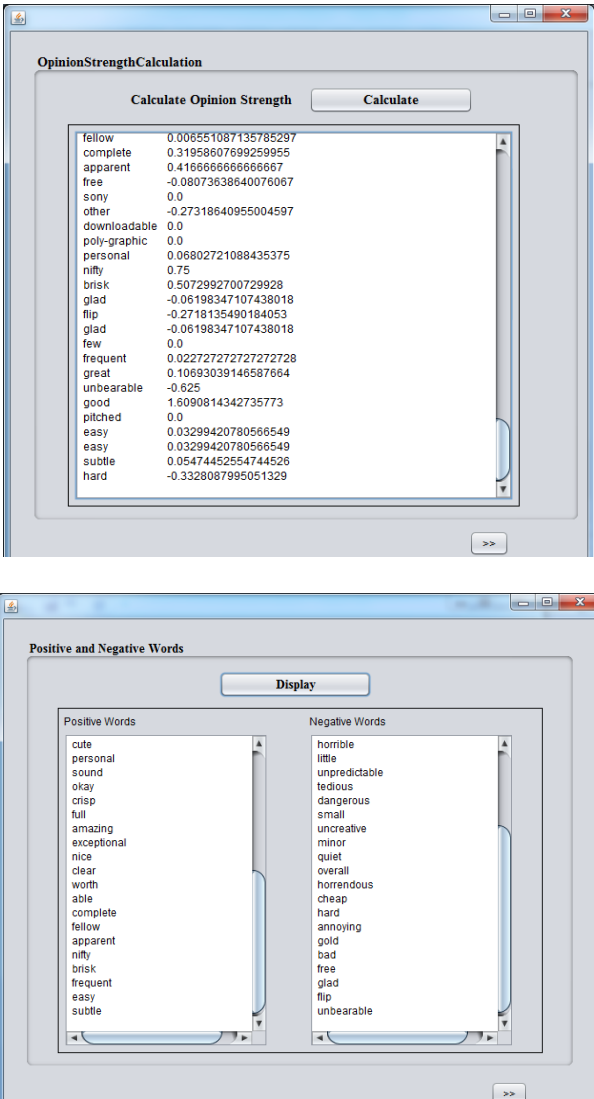 OpinionStrengthCalculation
Calculate Opinion Strength Calculate
fellow 0.006551087135785297
complete 0.31958607699259955
apparent 0.4166666666666667
free -0.08073638640076067
sony 0.0
other -0.27318640955004597
downloadable 0.0
poly-graphic 0.0
personal 0.06802721088435375
nifty 0.75
brisk 0.5072992700729928
glad -0.06198347107438018
flip -0.2718135490184053
glad -0.06198347107438018
few 0.0
frequent 0.022727272727272728
great 0.10693039146587664
unbearable -0.625
good 1.6090814342735773
pitched 0.0
easy 0.03299420780566549
easy 0.03299420780566549
subtle 0.05474452554744526
hard -0.3328087995051329
>>
Positive and Negative Words
Display
Positive Words
cute
personal
sound
okay
crisp
full
amazing
exceptional
nice
clear
worth
able
complete
fellow
apparent
nifty
brisk
frequent
easy
subtle
Negative Words
horrible
little
unpredictable
tedious
dangerous
small
uncreative
minor
quiet
overall
horrendous
cheap
hard
annoying
gold
bad
free
glad
flip
unbearable
>>